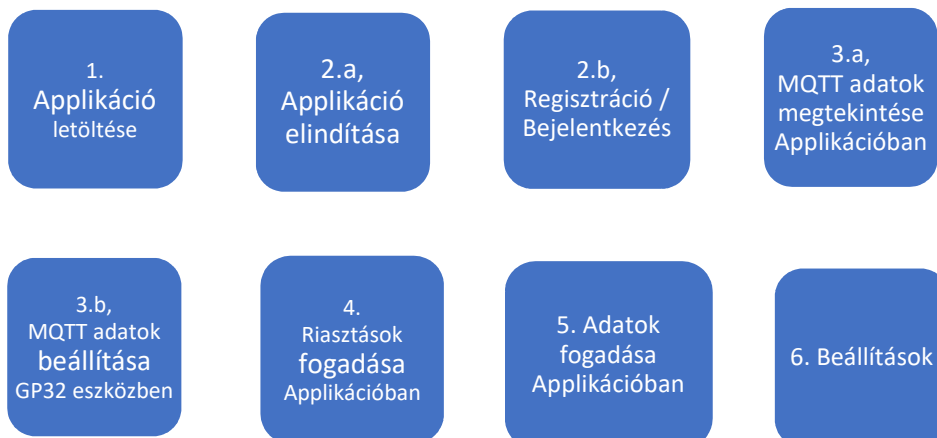 1.
Applikáció
letöltése
2.a,
Applikáció
elindítása
2.b,
Regisztráció /
Bejelentkezés
3.a,
MQTT adatok
megtekintése
Applikációban
3.b,
MQTT adatok
beállítása
GP32 eszközben
4.
Riasztások
fogadása
Applikációban
5. Adatok
fogadása
Applikációban
6. Beállítások